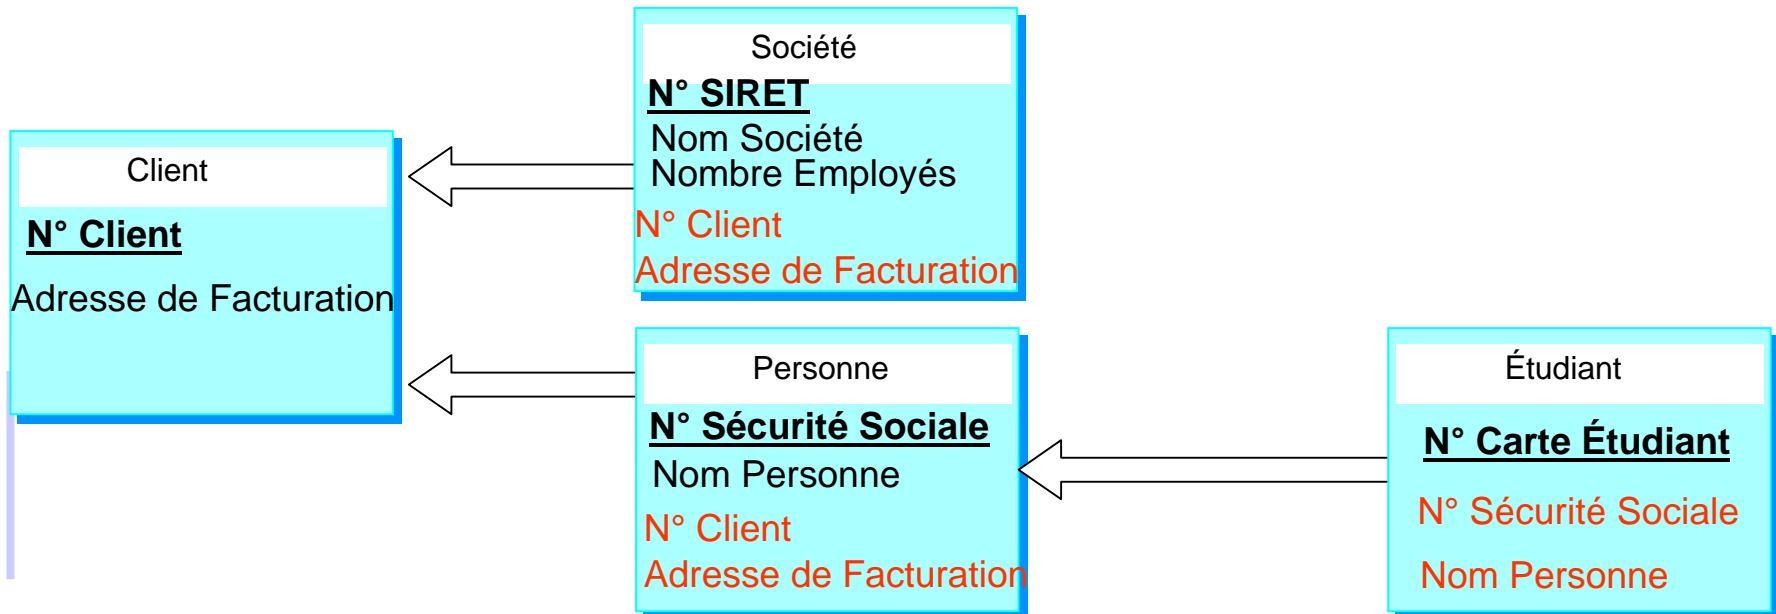 Société
N° SIRET
Nom Société
Nombre Employés
N° Client
Adresse de Facturation
Client
N° Client
Adresse de Facturation
Personne
N° Sécurité Sociale
Nom Personne
N° Client
Adresse de Facturation
Étudiant
N° Carte Étudiant
N° Sécurité Sociale
Nom Personne